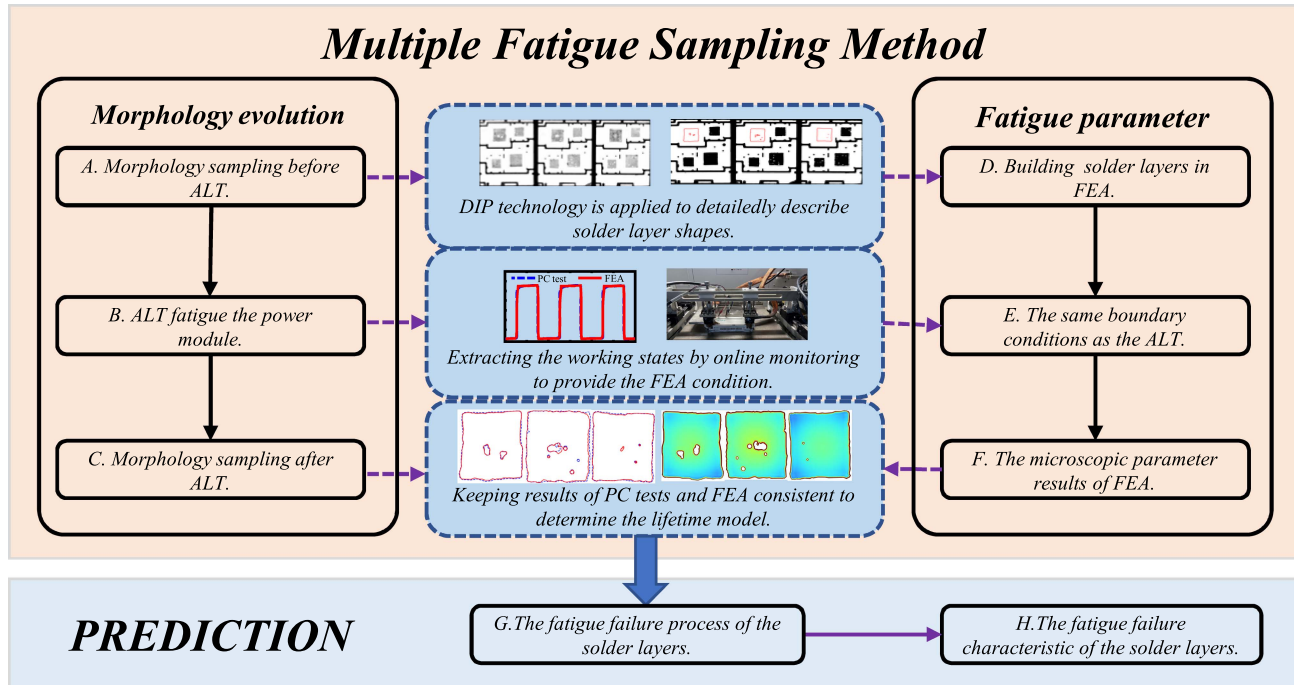 Multiple Fatigue Sampling Method
Morphology evolution
A. Morphology sampling before
ALT.
B. ALT fatigue the power
module.
C. Morphology sampling after
ALT.
DIP technology is applied to detailedly describe
solder layer shapes.
PC test FEA
Extracting the working states by online monitoring
to provide the FEA condition.
Keeping results of PC tests and FEA consistent to
determine the lifetime model.
Fatigue parameter
D. Building solder layers in
FEA.
E. The same boundary
conditions as the ALT.
F. The microscopic parameter
results of FEA.
PREDICTION
G.The fatigue failure process of the
solder layers.
H.The fatigue failure
characteristic of the solder layers.